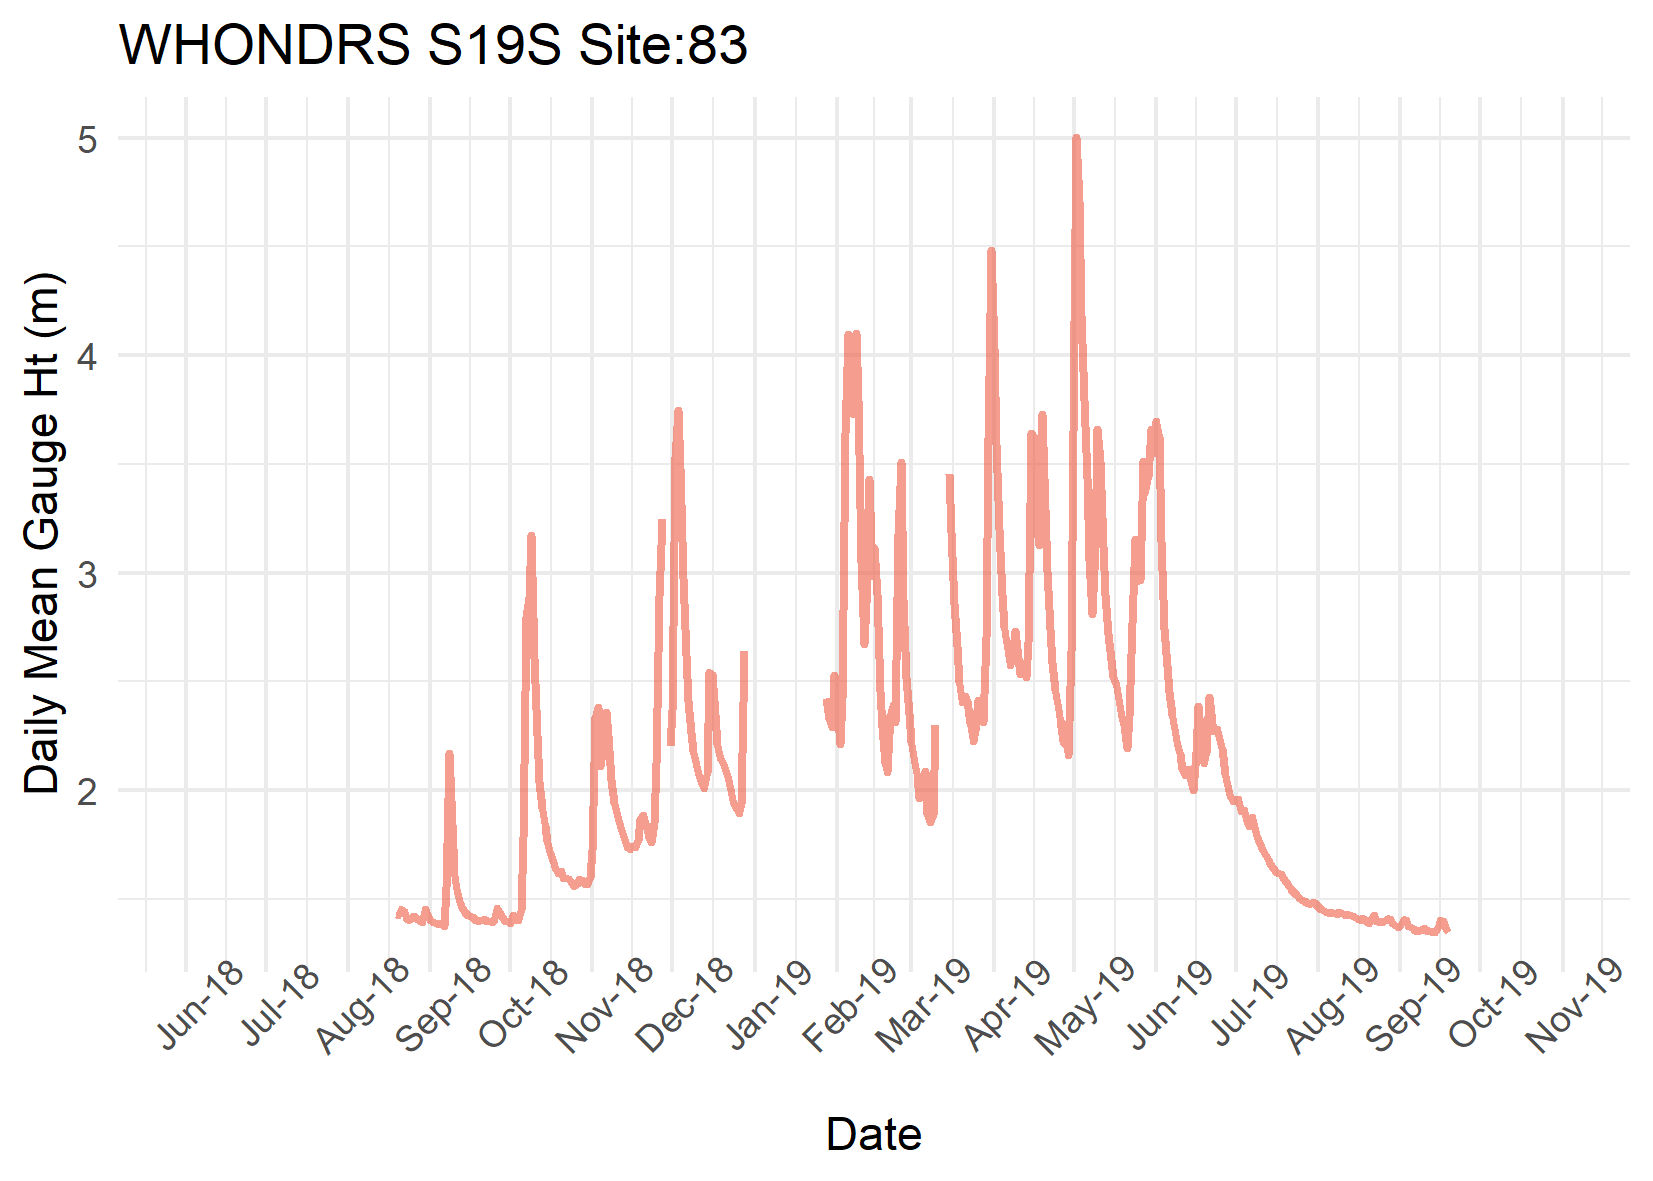 WHONDRS S19S Site:83
Daily Mean Gauge Ht (m)
5
4
3
2
Jun-18
Jul-18
Aug-18
Sep-18
Oct-18
Nov-18
Dec-18
Jan-19
Feb-19
Mar-19
Apr-19
May-19
Jun-19
Jul-19
Aug-19
Sep-19
Oct-19
Nov-19
Date